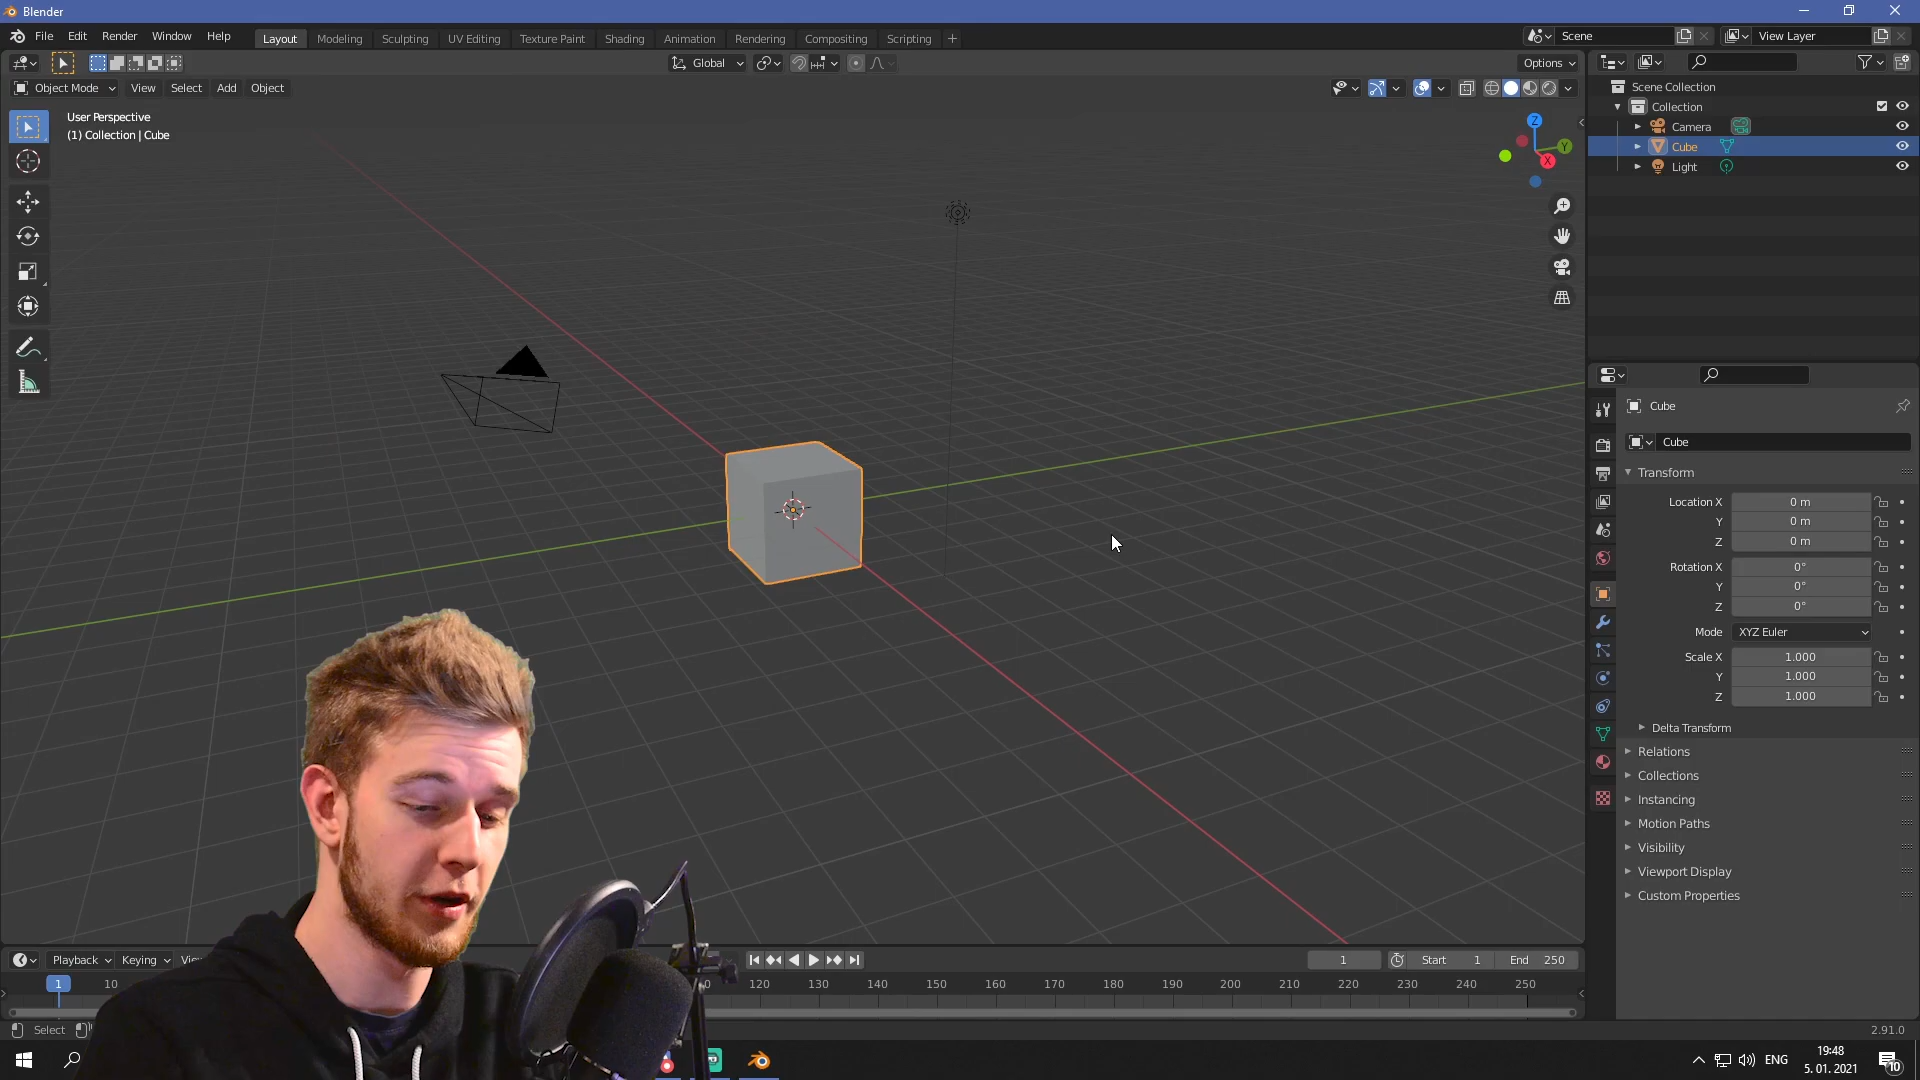 Blender
File Edit Render Window Help Layout Modeling Sculpting UV Editing Texture Paint Shading Animation Rendering Compositing Scripting + Scene View Layer
Global Options
Object Mode View Select Add Object
User Perspective
(1) Collection | Cube
Z
Y
X
Scene Collection
Collection
Camera
Cube
Light
Cube
Cube
Transform
Location X 0 m
Y 0 m
Z 0 m
Rotation X 0°
Y 0°
Z 0°
Mode XYZ Euler
Scale X 1.000
Y 1.000
Z 1.000
Delta Transform
Relations
Collections
Instancing
Motion Paths
Visibility
Viewport Display
Custom Properties
Playback Keying 1 Start 1 End 250
1 10 120 130 140 150 160 170 180 190 200 210 220 230 240 250
Select 2.91.0
ENG 19:48
5. 01. 2021
10